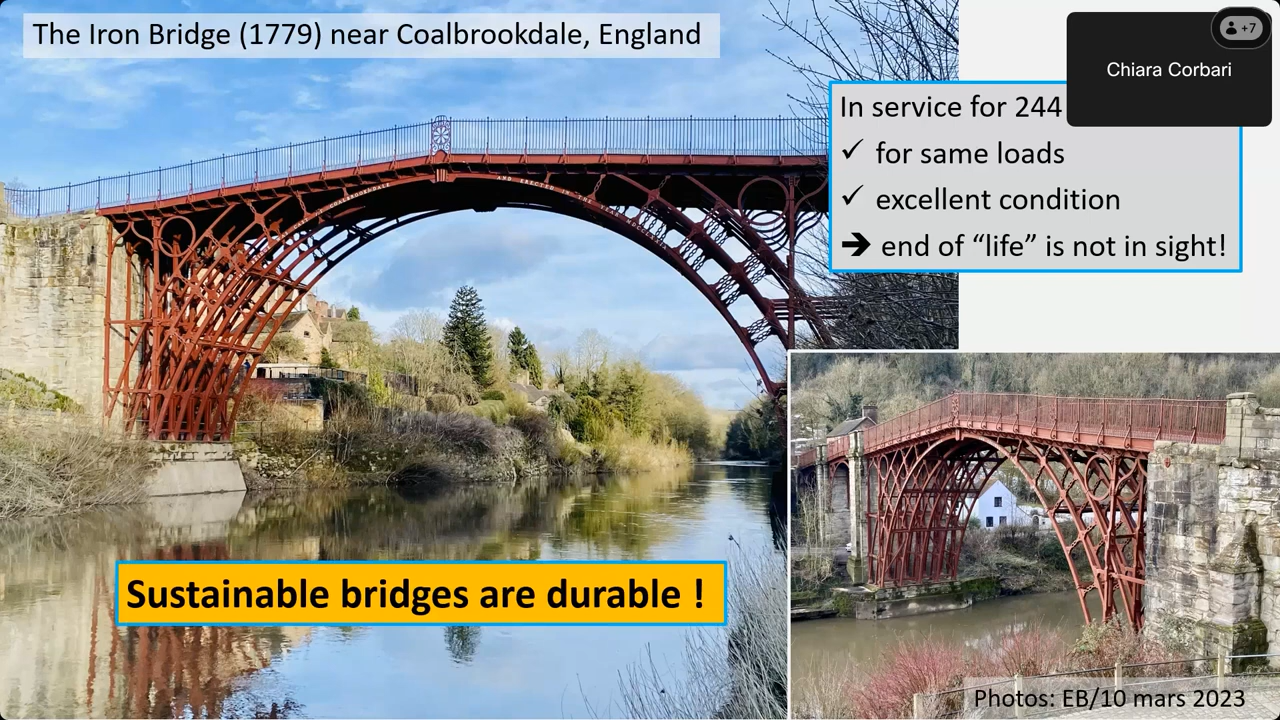 The Iron Bridge (1779) near Coalbrookdale, England
+7
Chiara Corbari
In service for 244
✓ for same loads
✓ excellent condition
➔ end of “life” is not in sight!
Sustainable bridges are durable !
Photos: EB/10 mars 2023